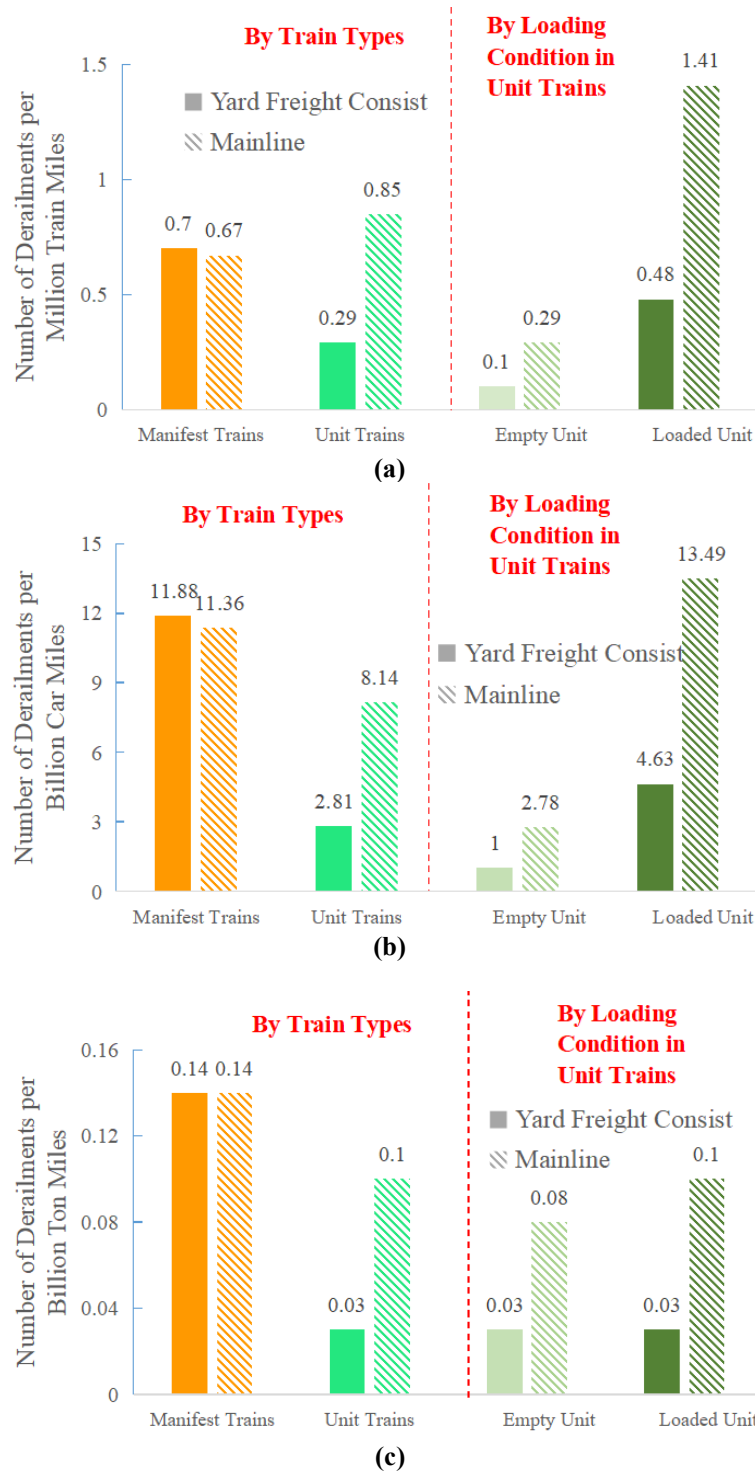 By Train Types
By Loading
Condition in
Unit Trains
Number of Derailments per
Million Train Miles
1.5
1
0.5
0
Yard Freight Consist
Mainline
0.7
0.67
0.29
0.85
0.1
0.29
0.48
1.41
Manifest Trains
Unit Trains
Empty Unit
Loaded Unit
(a)
By Train Types
By Loading
Condition in
Unit Trains
Number of Derailments per
Billion Car Miles
15
12
9
6
3
0
Yard Freight Consist
Mainline
11.88
11.36
2.81
8.14
1
2.78
4.63
13.49
Manifest Trains
Unit Trains
Empty Unit
Loaded Unit
(b)
By Train Types
By Loading
Condition in
Unit Trains
Number of Derailments per
Billion Ton Miles
0.16
0.12
0.08
0.04
0
Yard Freight Consist
Mainline
0.14
0.14
0.03
0.1
0.03
0.08
0.03
0.1
Manifest Trains
Unit Trains
Empty Unit
Loaded Unit
(c)